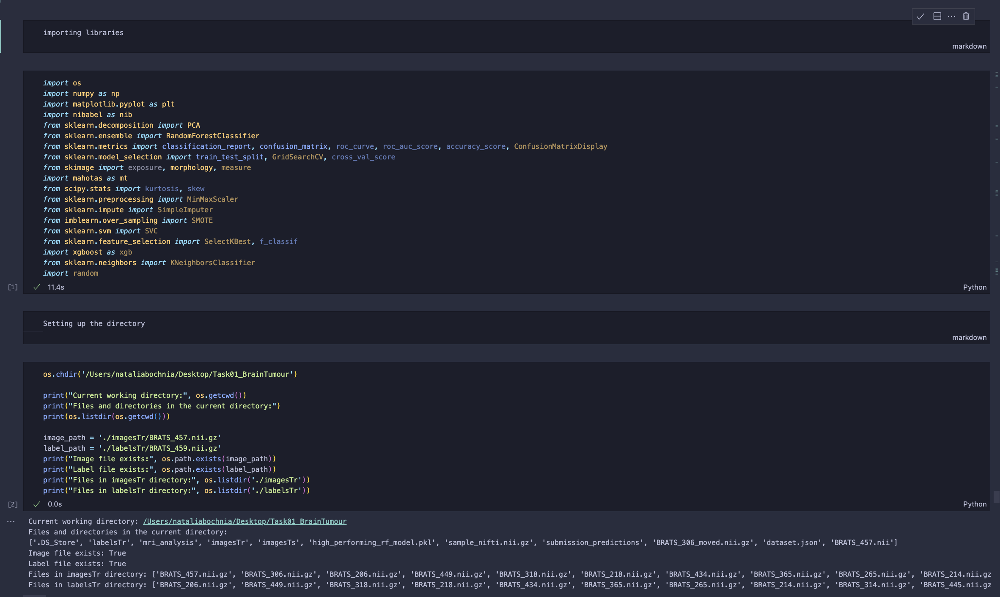 importing libraries
markdown
import os
import numpy as np
import matplotlib.pyplot as plt
import nibabel as nib
from sklearn.decomposition import PCA
from sklearn.ensemble import RandomForestClassifier
from sklearn.metrics import classification_report, confusion_matrix, roc_curve, roc_auc_score, accuracy_score, ConfusionMatrixDisplay
from sklearn.model_selection import train_test_split, GridSearchCV, cross_val_score
from skimage import exposure, morphology, measure
import mahotas as mt
from scipy.stats import kurtosis, skew
from sklearn.preprocessing import MinMaxScaler
from sklearn.impute import SimpleImputer
from imblearn.over_sampling import SMOTE
from sklearn.svm import SVC
from sklearn.feature_selection import SelectKBest, f_classif
import xgboost as xgb
from sklearn.neighbors import KNeighborsClassifier
import random
[1] 11.4s Python
Setting up the directory
markdown
os.chdir('/Users/nataliabochnia/Desktop/Task01_BrainTumour')
print("Current working directory:", os.getcwd())
print("Files and directories in the current directory:")
print(os.listdir(os.getcwd()))
image_path = './imagesTr/BRATS_457.nii.gz'
label_path = './labelsTr/BRATS_459.nii.gz'
print("Image file exists:", os.path.exists(image_path))
print("Label file exists:", os.path.exists(label_path))
print("Files in imagesTr directory:", os.listdir('./imagesTr'))
print("Files in labelsTr directory:", os.listdir('./labelsTr'))
[2] 0.0s Python
Current working directory: /Users/nataliabochnia/Desktop/Task01_BrainTumour
Files and directories in the current directory:
['.DS_Store', 'labelsTr', 'mri_analysis', 'imagesTr', 'imagesTs', 'high_performing_rf_model.pkl', 'sample_nifti.nii.gz', 'submission_predictions', 'BRATS_306_moved.nii.gz', 'dataset.json', 'BRATS_457.nii']
Image file exists: True
Label file exists: True
Files in imagesTr directory: ['BRATS_457.nii.gz', 'BRATS_306.nii.gz', 'BRATS_206.nii.gz', 'BRATS_449.nii.gz', 'BRATS_318.nii.gz', 'BRATS_218.nii.gz', 'BRATS_434.nii.gz', 'BRATS_365.nii.gz', 'BRATS_265.nii.gz', 'BRATS_214.nii.gz
Files in labelsTr directory: ['BRATS_206.nii.gz', 'BRATS_449.nii.gz', 'BRATS_318.nii.gz', 'BRATS_218.nii.gz', 'BRATS_434.nii.gz', 'BRATS_365.nii.gz', 'BRATS_265.nii.gz', 'BRATS_214.nii.gz', 'BRATS_314.nii.gz', 'BRATS_445.nii.gz